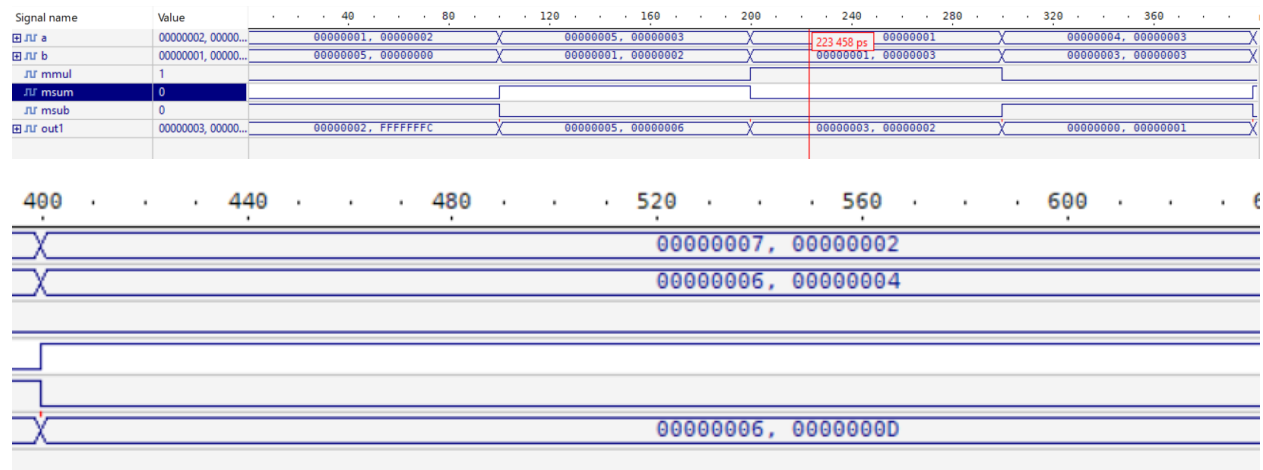 Signal name Value 40 80 120 160 200 240 280 320 360
a 00000002, 00000... 00000001, 00000002 00000005, 00000003 00000001 00000004, 00000003
223 458 ps
b 00000001, 00000... 00000005, 00000000 00000001, 00000002 00000001, 00000003 00000003, 00000003
mmul 1
msum 0
msub 0
out1 00000003, 00000... 00000002, FFFFFFFC 00000005, 00000006 00000003, 00000002 00000000, 00000001
400 440 480 520 560 600
00000007, 00000002
00000006, 00000004
00000006, 0000000D